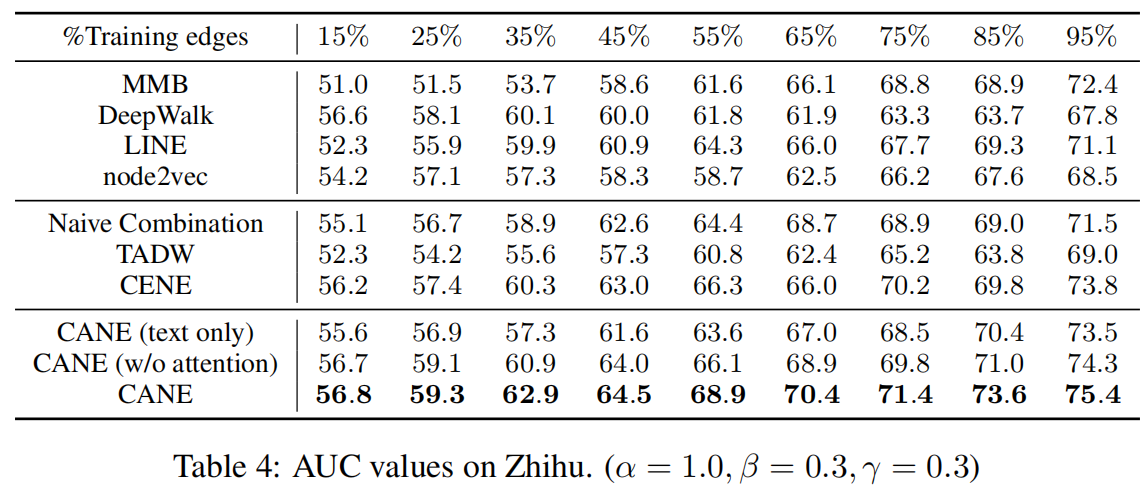 %Training edges 15% 25% 35% 45% 55% 65% 75% 85% 95%
MMB 51.0 51.5 53.7 58.6 61.6 66.1 68.8 68.9 72.4
DeepWalk 56.6 58.1 60.1 60.0 61.8 61.9 63.3 63.7 67.8
LINE 52.3 55.9 59.9 60.9 64.3 66.0 67.7 69.3 71.1
node2vec 54.2 57.1 57.3 58.3 58.7 62.5 66.2 67.6 68.5
Naive Combination 55.1 56.7 58.9 62.6 64.4 68.7 68.9 69.0 71.5
TADW 52.3 54.2 55.6 57.3 60.8 62.4 65.2 63.8 69.0
CENE 56.2 57.4 60.3 63.0 66.3 66.0 70.2 69.8 73.8
CANE (text only) 55.6 56.9 57.3 61.6 63.6 67.0 68.5 70.4 73.5
CANE (w/o attention) 56.7 59.1 60.9 64.0 66.1 68.9 69.8 71.0 74.3
CANE 56.8 59.3 62.9 64.5 68.9 70.4 71.4 73.6 75.4
Table 4: AUC values on Zhihu. (α = 1.0, β = 0.3, γ = 0.3)